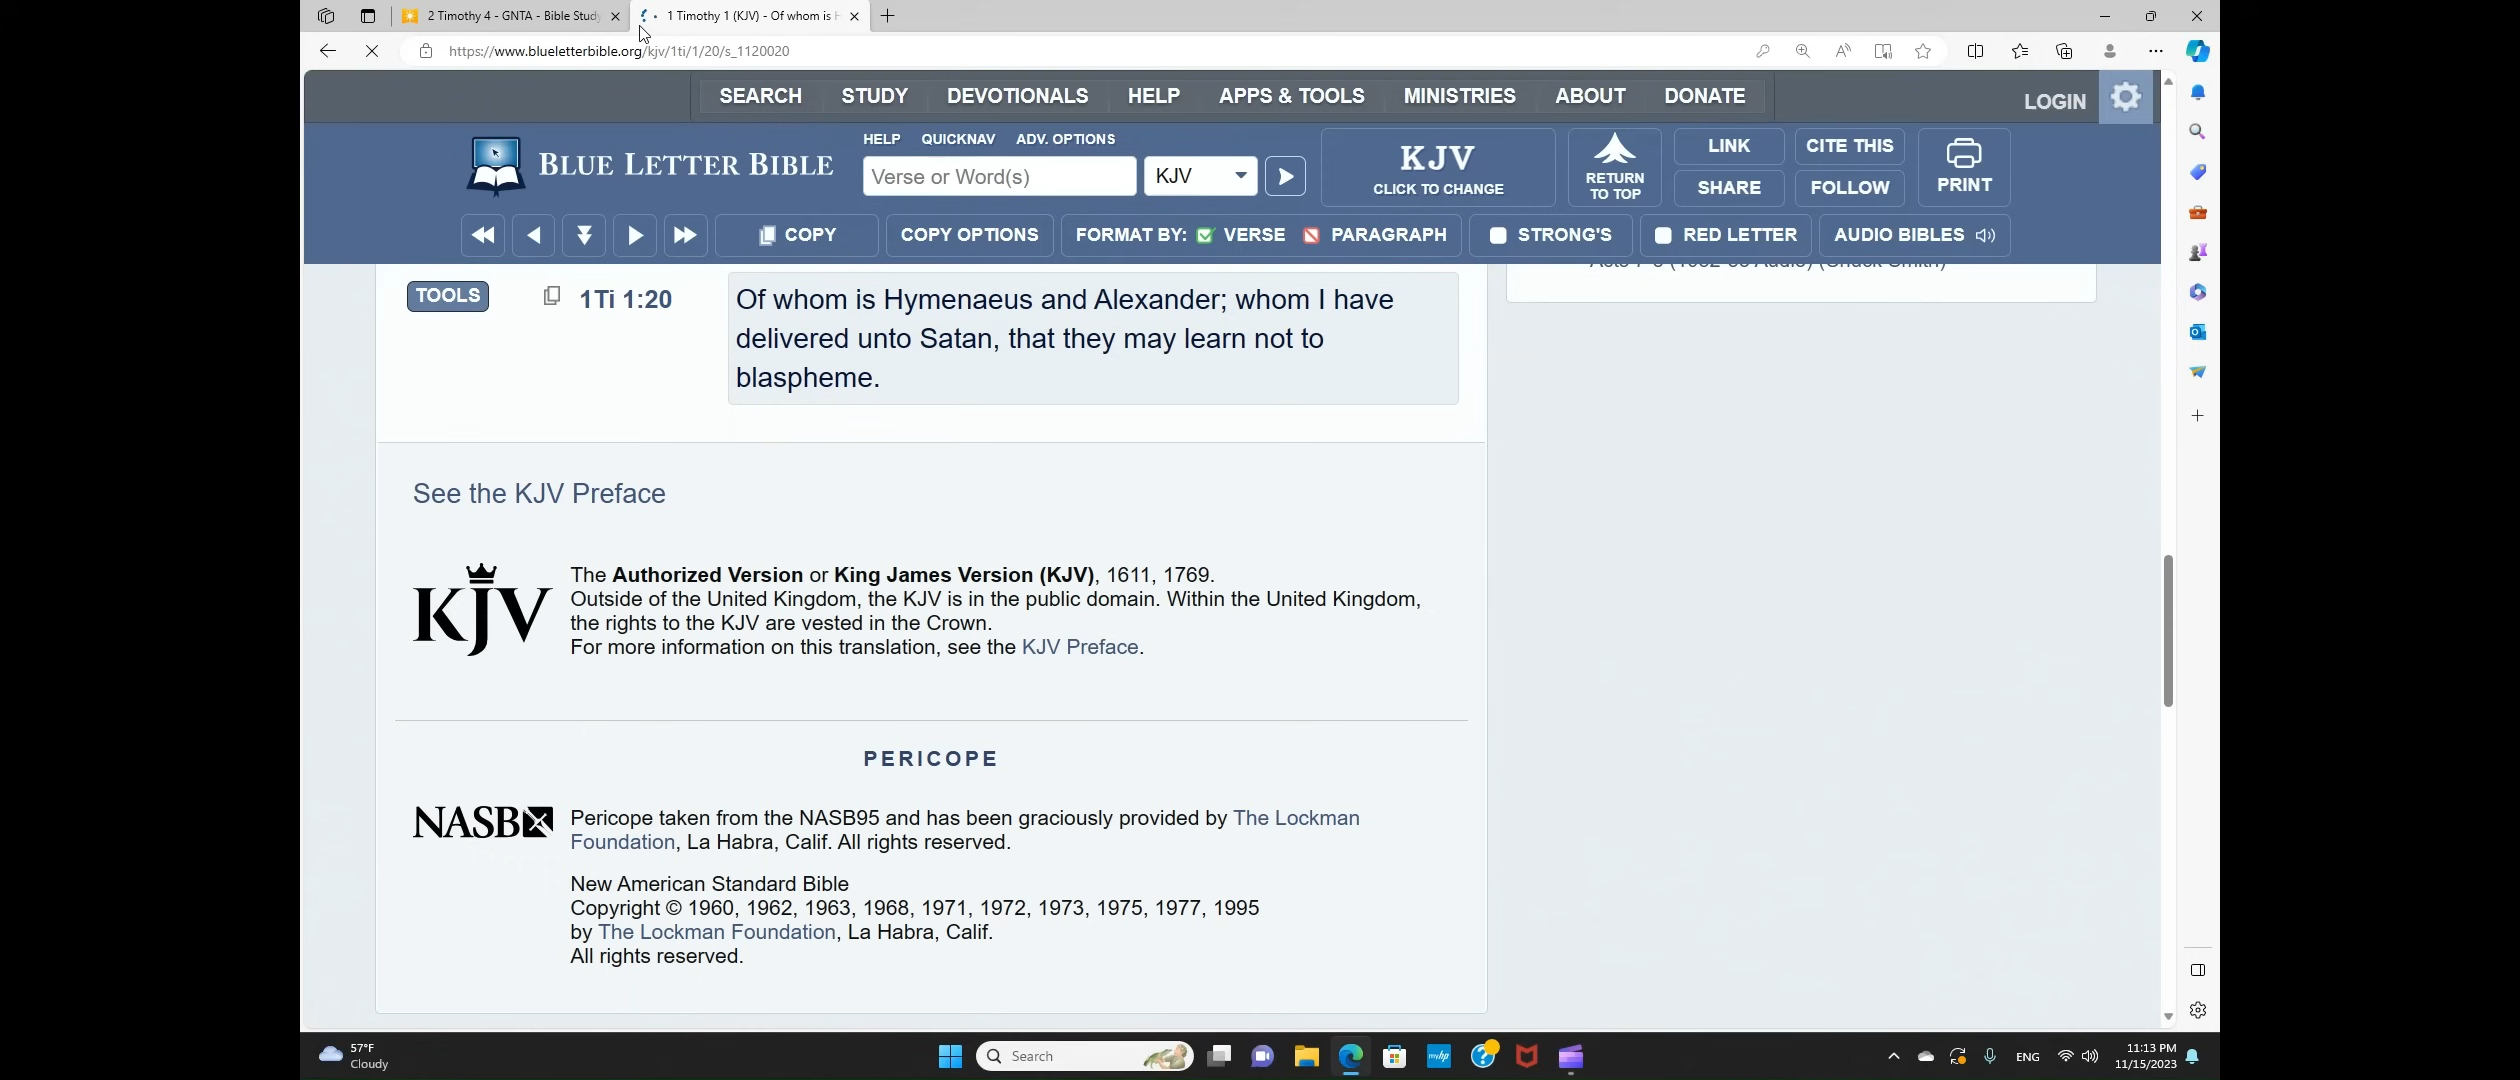 2 Timothy 4 - GNTA - Bible Study
1 Timothy 1 (KJV) - Of whom is H
https://www.blueletterbible.org/kjv/1ti/1/20/s_1120020
SEARCH STUDY DEVOTIONALS HELP APPS & TOOLS MINISTRIES ABOUT DONATE
LOGIN
BLUE LETTER BIBLE
HELP QUICKNAV ADV. OPTIONS
Verse or Word(s)
KJV
KJV
CLICK TO CHANGE
RETURN
TO TOP
LINK
CITE THIS
SHARE
FOLLOW
PRINT
COPY
COPY OPTIONS
FORMAT BY: VERSE PARAGRAPH
STRONG'S
RED LETTER
AUDIO BIBLES
TOOLS
1Ti 1:20
Of whom is Hymenaeus and Alexander; whom I have
delivered unto Satan, that they may learn not to
blaspheme.
See the KJV Preface
KJV
The Authorized Version or King James Version (KJV), 1611, 1769.
Outside of the United Kingdom, the KJV is in the public domain. Within the United Kingdom,
the rights to the KJV are vested in the Crown.
For more information on this translation, see the KJV Preface.
PERICOPE
NASB
Pericope taken from the NASB95 and has been graciously provided by The Lockman
Foundation, La Habra, Calif. All rights reserved.
New American Standard Bible
Copyright © 1960, 1962, 1963, 1968, 1971, 1972, 1973, 1975, 1977, 1995
by The Lockman Foundation, La Habra, Calif.
All rights reserved.
57°F
Cloudy
Search
myhp
ENG
11:13 PM
11/15/2023